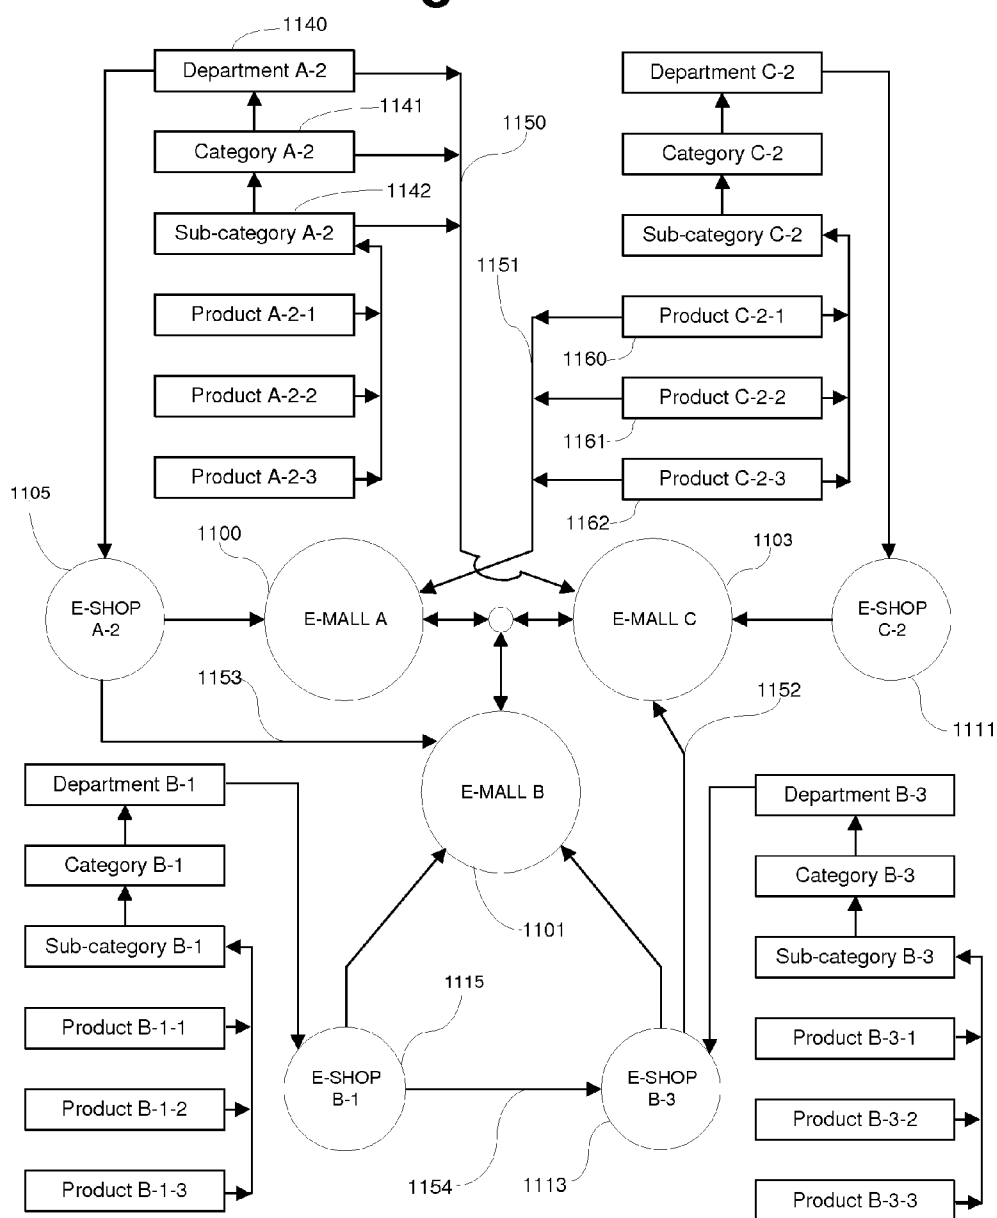 1140
Department A-2
Department C-2
1141
1150
Category A-2
Category C-2
1142
Sub-category A-2
Sub-category C-2
1151
Product A-2-1
Product C-2-1
1160
Product A-2-2
Product C-2-2
1161
Product A-2-3
Product C-2-3
1105
1162
1100
1103
E-SHOP
A-2
E-MALL A
E-MALL C
E-SHOP
C-2
1153
1152
1111
Department B-1
E-MALL B
Department B-3
Category B-1
Category B-3
1101
Sub-category B-1
Sub-category B-3
1115
Product B-1-1
Product B-3-1
E-SHOP
B-1
E-SHOP
B-3
Product B-1-2
Product B-3-2
1154
1113
Product B-1-3
Product B-3-3